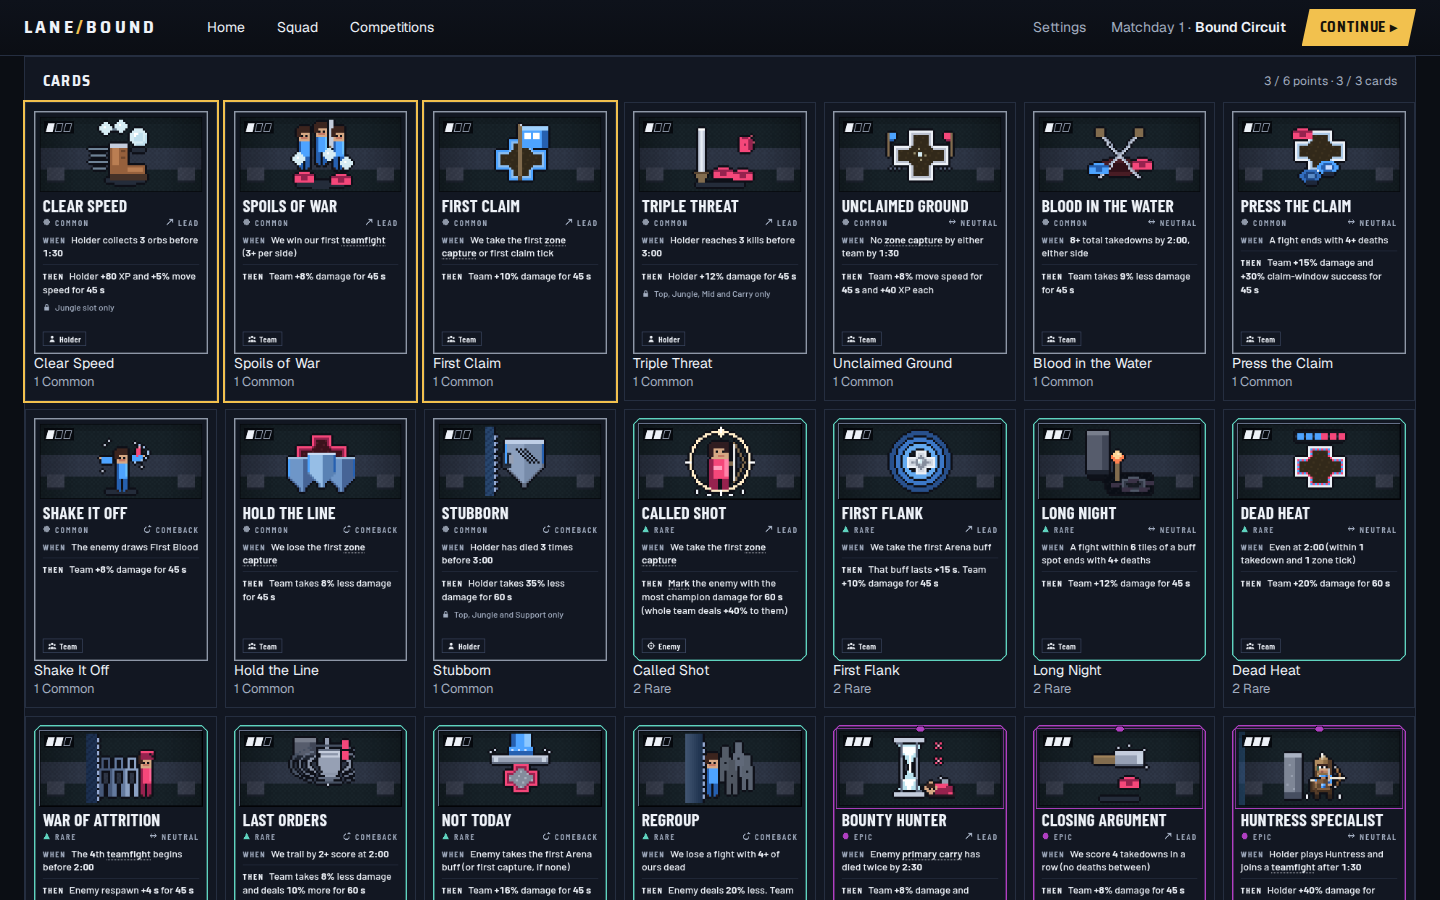 LANE/BOUND
Home
Squad
Competitions
Settings
Matchday 1 · Bound Circuit
CONTINUE ▸
CARDS
3 / 6 points · 3 / 3 cards
CLEAR SPEED
COMMON
LEAD
WHEN Holder collects 3 orbs before
1:30
THEN Holder +80 XP and +5% move
speed for 45 s
Jungle slot only
Holder
Clear Speed
1 Common
SPOILS OF WAR
COMMON
LEAD
WHEN We win our first teamfight
(3+ per side)
THEN Team +8% damage for 45 s
Team
Spoils of War
1 Common
FIRST CLAIM
COMMON
LEAD
WHEN We take the first zone
capture or first claim tick
THEN Team +10% damage for 45 s
Team
First Claim
1 Common
TRIPLE THREAT
COMMON
LEAD
WHEN Holder reaches 3 kills before
3:00
THEN Holder +12% damage for 45 s
Top, Jungle, Mid and Carry only
Holder
Triple Threat
1 Common
UNCLAIMED GROUND
COMMON
NEUTRAL
WHEN No zone capture by either
team by 1:30
THEN Team +8% move speed for
45 s and +40 XP each
Team
Unclaimed Ground
1 Common
BLOOD IN THE WATER
COMMON
NEUTRAL
WHEN 8+ total takedowns by 2:00,
either side
THEN Team takes 9% less damage
for 45 s
Team
Blood in the Water
1 Common
PRESS THE CLAIM
COMMON
NEUTRAL
WHEN A fight ends with 4+ deaths
THEN Team +15% damage and
+30% claim-window success for
45 s
Team
Press the Claim
1 Common
SHAKE IT OFF
COMMON
COMEBACK
WHEN The enemy draws First Blood
THEN Team +8% damage for 45 s
Team
Shake It Off
1 Common
HOLD THE LINE
COMMON
COMEBACK
WHEN We lose the first zone
capture
THEN Team takes 8% less damage
for 45 s
Team
Hold the Line
1 Common
STUBBORN
COMMON
COMEBACK
WHEN Holder has died 3 times
before 3:00
THEN Holder takes 35% less
damage for 60 s
Top, Jungle and Support only
Holder
Stubborn
1 Common
CALLED SHOT
RARE
LEAD
WHEN We take the first zone
capture
THEN Mark the enemy with the
most champion damage for 60 s
(whole team deals +40% to them)
Enemy
Called Shot
2 Rare
FIRST FLANK
RARE
LEAD
WHEN We take the first Arena buff
THEN That buff lasts +15 s. Team
+10% damage for 45 s
Team
First Flank
2 Rare
LONG NIGHT
RARE
NEUTRAL
WHEN A fight within 6 tiles of a buff
spot ends with 4+ deaths
THEN Team +12% damage for 45 s
Team
Long Night
2 Rare
DEAD HEAT
RARE
NEUTRAL
WHEN Even at 2:00 (within 1
takedown and 1 zone tick)
THEN Team +20% damage for 60 s
Team
Dead Heat
2 Rare
WAR OF ATTRITION
RARE
NEUTRAL
WHEN The 4th teamfight begins
before 2:00
THEN Enemy respawn +4 s for 45 s
LAST ORDERS
RARE
COMEBACK
WHEN We trail by 2+ score at 2:00
THEN Team takes 8% less damage
and deals 10% more for 60 s
NOT TODAY
RARE
COMEBACK
WHEN Enemy takes the first Arena
buff (or first capture, if none)
THEN Team +16% damage for 45 s
REGROUP
RARE
COMEBACK
WHEN We lose a fight with 4+ of
ours dead
THEN Enemy deals 20% less. Team
BOUNTY HUNTER
EPIC
LEAD
WHEN Enemy primary carry has
died twice by 2:30
THEN Team +8% damage and
CLOSING ARGUMENT
EPIC
LEAD
WHEN We score 4 takedowns in a
row (no deaths between)
THEN Team +8% damage for 45 s
HUNTRESS SPECIALIST
EPIC
NEUTRAL
WHEN Holder plays Huntress and
joins a teamfight after 1:30
THEN Holder +40% damage for